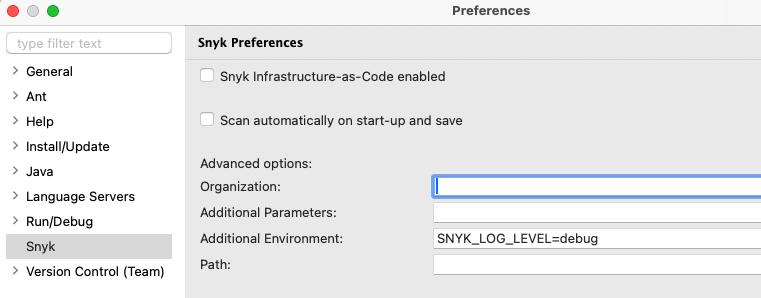 Preferences
type filter text
General
Ant
Help
Install/Update
Java
Language Servers
Run/Debug
Snyk
Version Control (Team)
Snyk Preferences
Snyk Infrastructure-as-Code enabled
Scan automatically on start-up and save
Advanced options:
Organization:
Additional Parameters:
Additional Environment: SNYK_LOG_LEVEL=debug
Path: